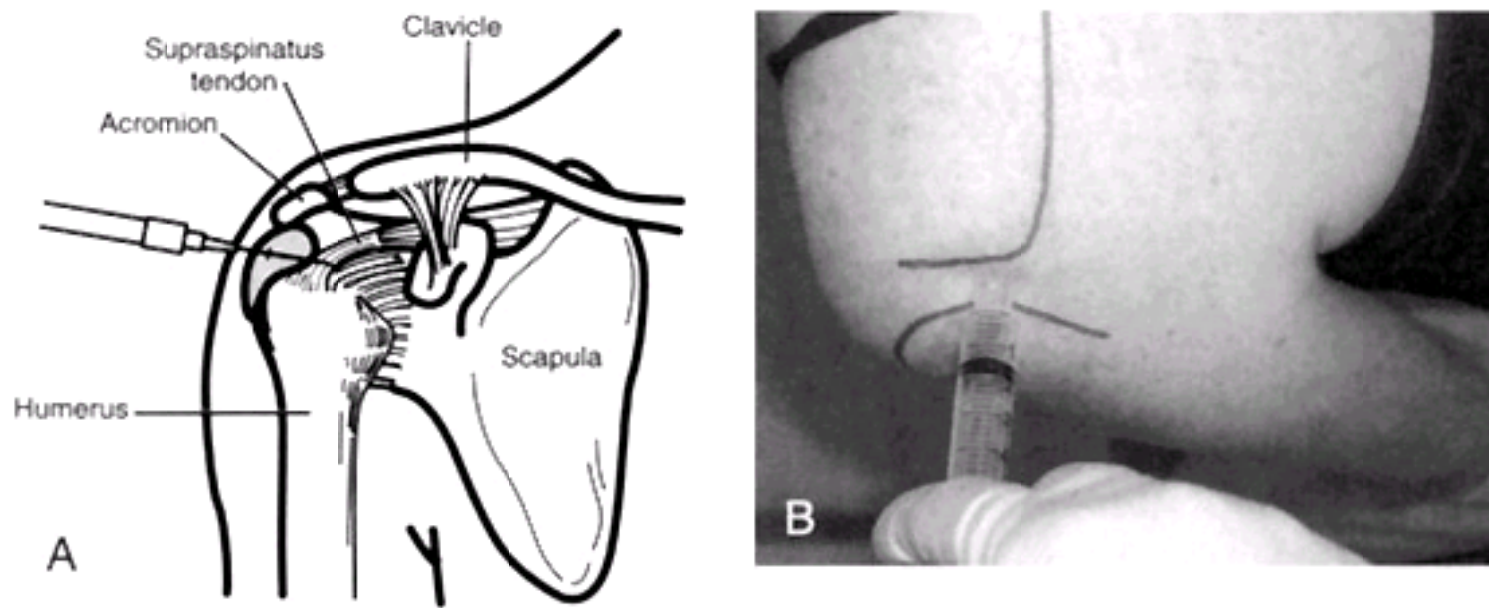 Clavicle
Supraspinatus
tendon
Acromion
Scapula
Humerus
A
B